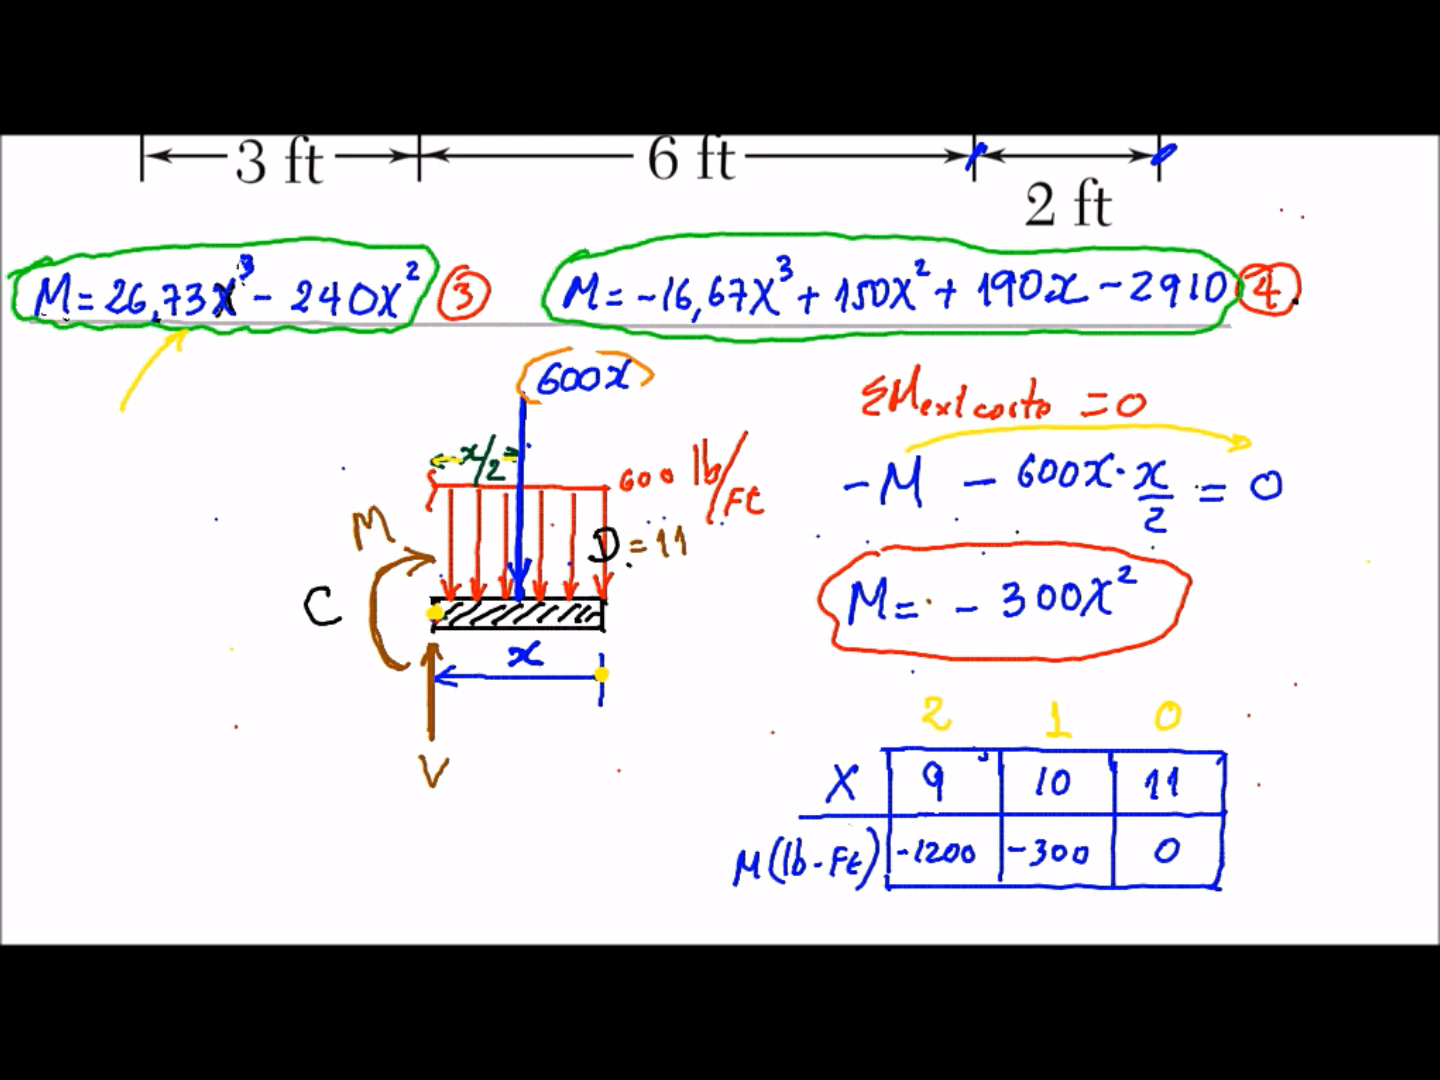 3 ft 6 ft 2 ft
M = 26,73x³ - 240x² ③ M = -16,67x³ + 150x² + 190x - 2910 ④
600x
ΣMext corto = 0
x/2
600 lb/Ft
-M - 600x · x/2 = 0
M
D = 11
C
M = - 300x²
x
2 1 0
V
X 9 10 11
M (lb-Ft) -1200 -300 0